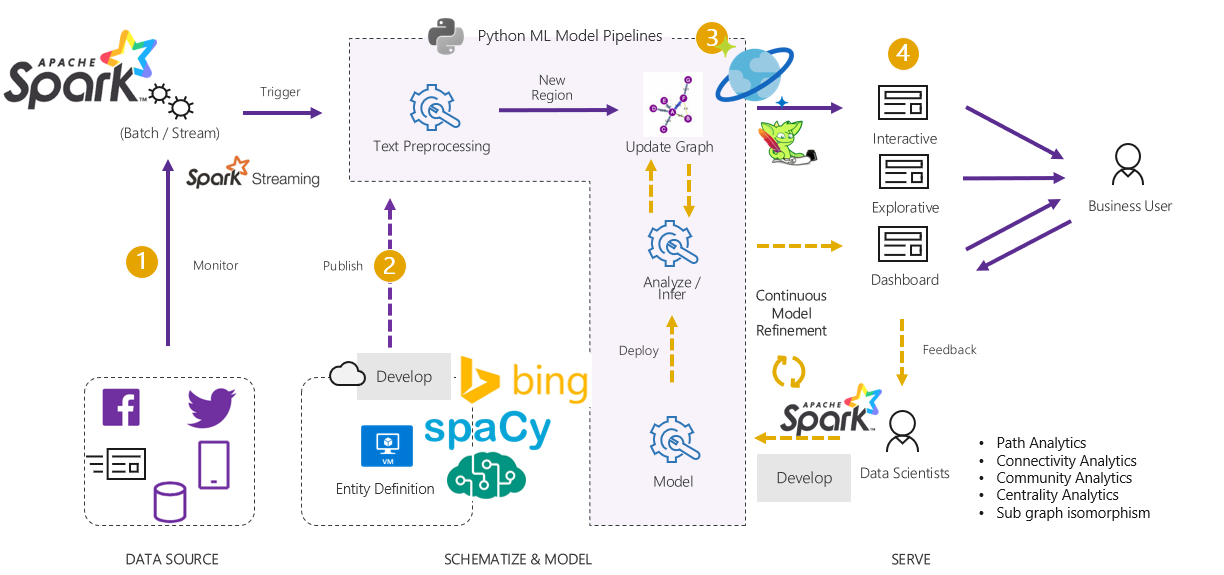 APACHE
Spark™
(Batch / Stream)
Spark Streaming
Trigger
Python ML Model Pipelines
3
4
Text Preprocessing
New
Region
Update Graph
Interactive
Explorative
Dashboard
Business User
1
Monitor
Publish
2
Analyze /
Infer
Continuous
Model
Refinement
Deploy
Feedback
Develop
bing
spaCy
VM
Entity Definition
Model
APACHE
Spark™
Develop
Data Scientists
• Path Analytics
• Connectivity Analytics
• Community Analytics
• Centrality Analytics
• Sub graph isomorphism
DATA SOURCE
SCHEMATIZE & MODEL
SERVE